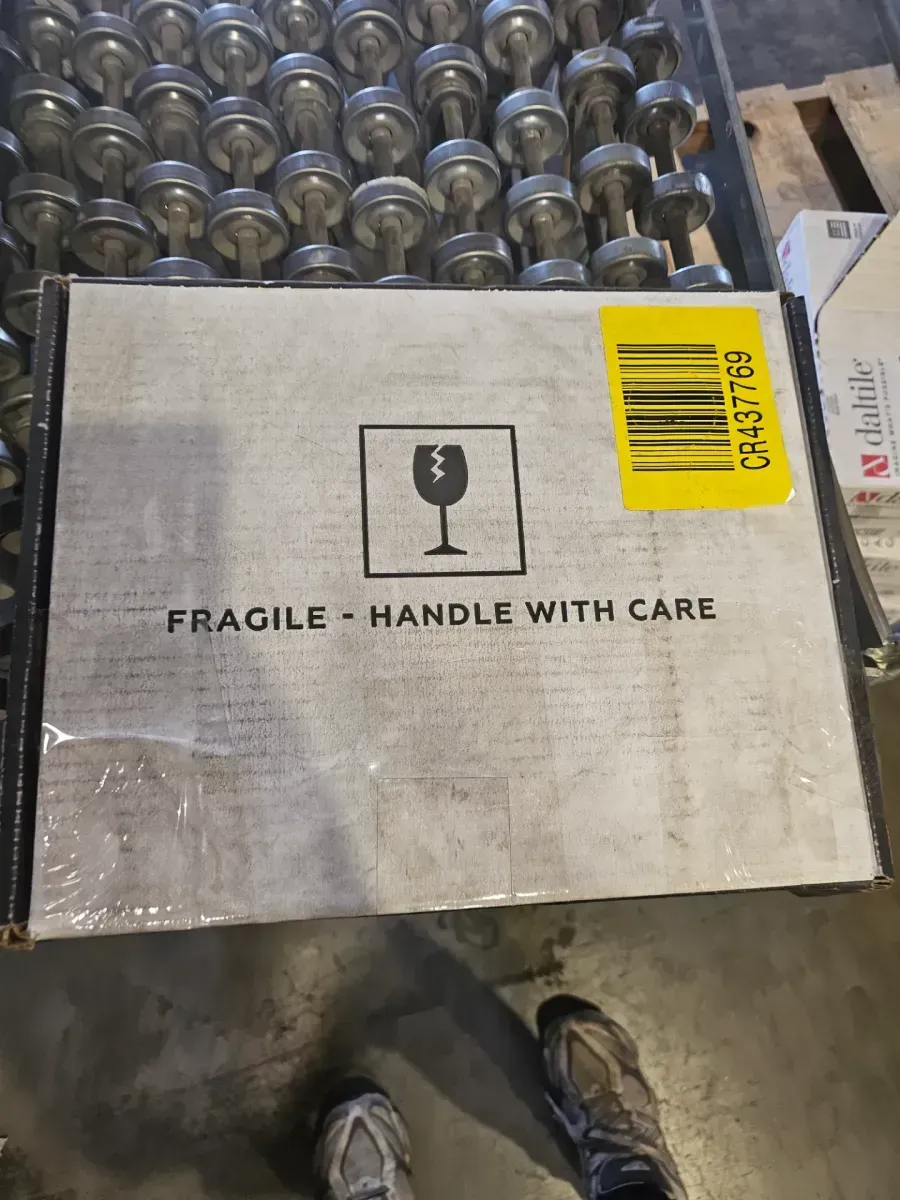 CR437769
daltile
FRAGILE - HANDLE WITH CARE